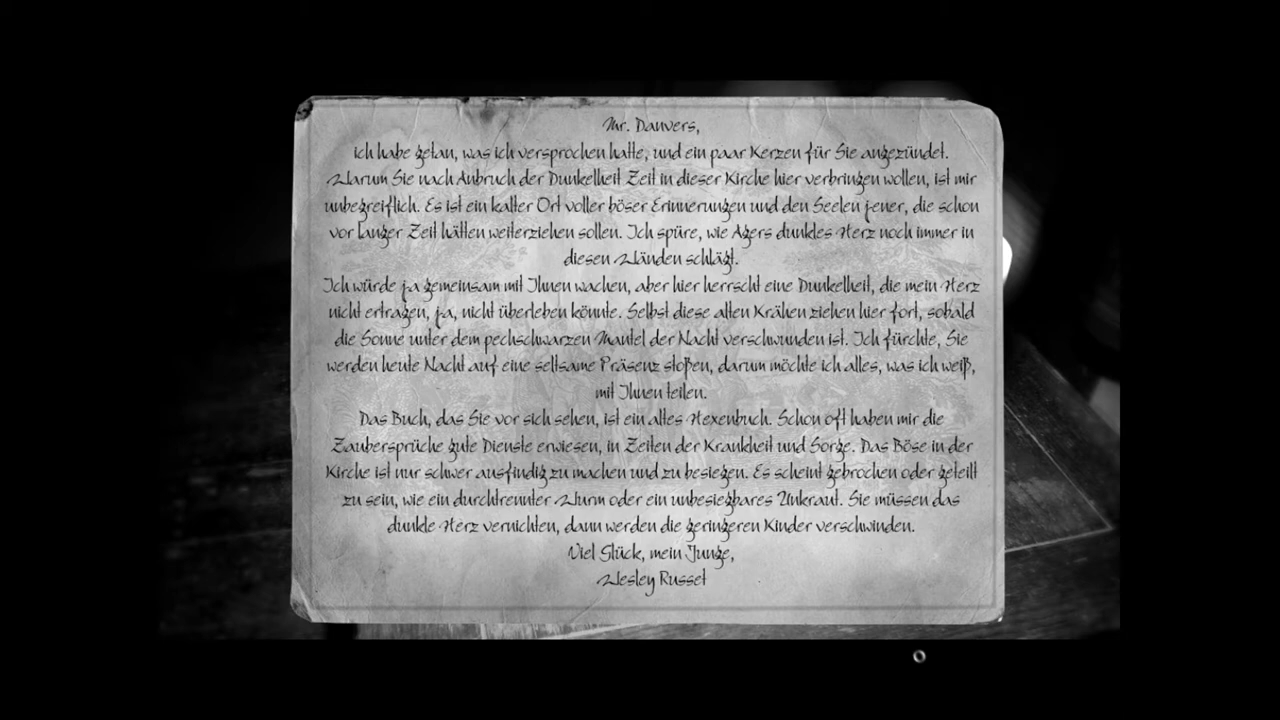 Mr. Danvers,
ich habe getan, was ich versprochen hatte, und ein paar Kerzen für Sie angezündet.
Warum Sie nach Anbruch der Dunkelheit Zeit in dieser Kirche hier verbringen wollen, ist mir
unbegreiflich. Es ist ein kalter Ort voller böser Erinnerungen und den Seelen jener, die schon
vor langer Zeit hätten weiterziehen sollen. Ich spüre, wie Agers dunkles Herz noch immer in
diesen Wänden schlägt.
Ich würde ja gemeinsam mit Ihnen wachen, aber hier herrscht eine Dunkelheit, die mein Herz
nicht ertragen, ja, nicht überleben könnte. Selbst diese alten Krähen ziehen hier fort, sobald
die Sonne unter dem pechschwarzen Mantel der Nacht verschwunden ist. Ich fürchte, Sie
werden heute Nacht auf eine seltsame Präsenz stoßen, darum möchte ich alles, was ich weiß,
mit Ihnen teilen.
Das Buch, das Sie vor sich sehen, ist ein altes Hexenbuch. Schon oft haben mir die
Zaubersprüche gute Dienste erwiesen, in Zeiten der Krankheit und Sorge. Das Böse in der
Kirche ist nur schwer ausfindig zu machen und zu besiegen. Es scheint gebrochen oder geteilt
zu sein, wie ein durchtrennter Wurm oder ein unbesiegbares Unkraut. Sie müssen das
dunkle Herz vernichten, dann werden die geringeren Kinder verschwinden.
Viel Glück, mein Junge,
Wesley Russet